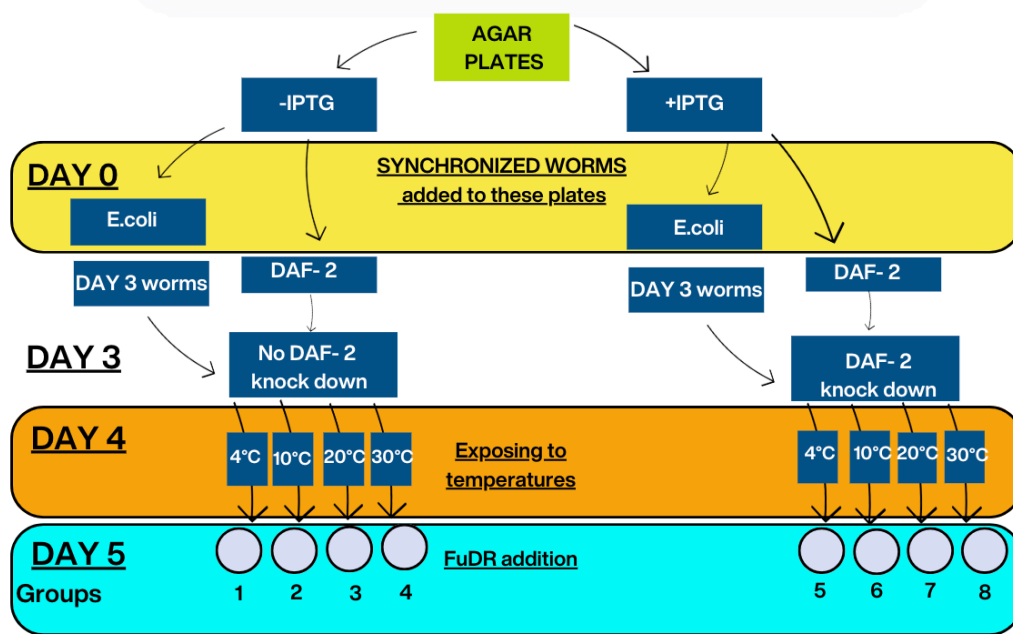 AGAR
PLATES
-IPTG
+IPTG
DAY 0
SYNCHRONIZED WORMS
added to these plates
E.coli
E.coli
DAY 3 worms
DAF- 2
DAY 3 worms
DAF- 2
DAY 3
No DAF- 2
knock down
DAF- 2
knock down
DAY 4
4°C 10°C 20°C 30°C
Exposing to
temperatures
4°C 10°C 20°C 30°C
DAY 5
FuDR addition
Groups
1 2 3 4
5 6 7 8